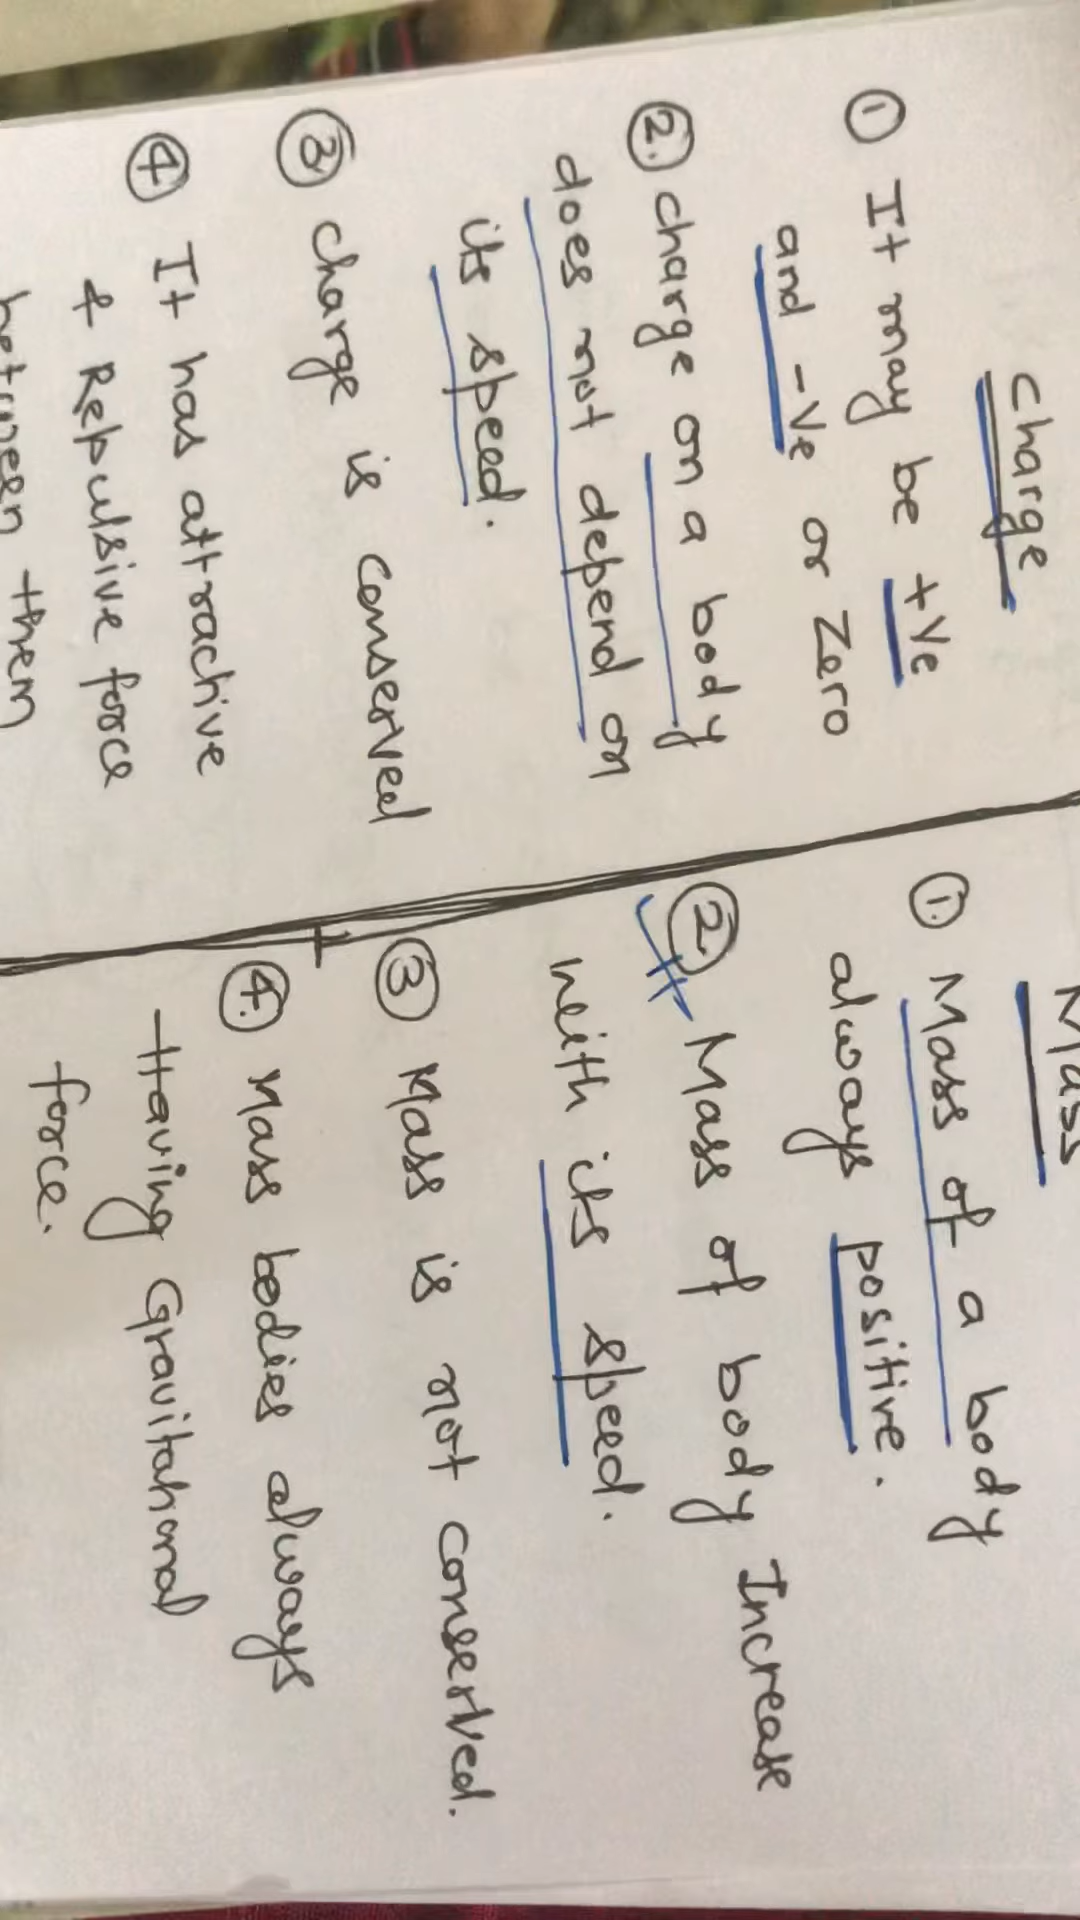 Charge
① It may be +ve
and -ve or Zero
②. charge on a body
does not depend on
its speed.
③ charge is conserved
④ It has attractive
& Repulsive force
between them
Mass
①. Mass of a body
always positive.
②. Mass of body Increase
with its speed.
③ Mass is not conserved.
④. Mass bodies always
Having Gravitational
force.